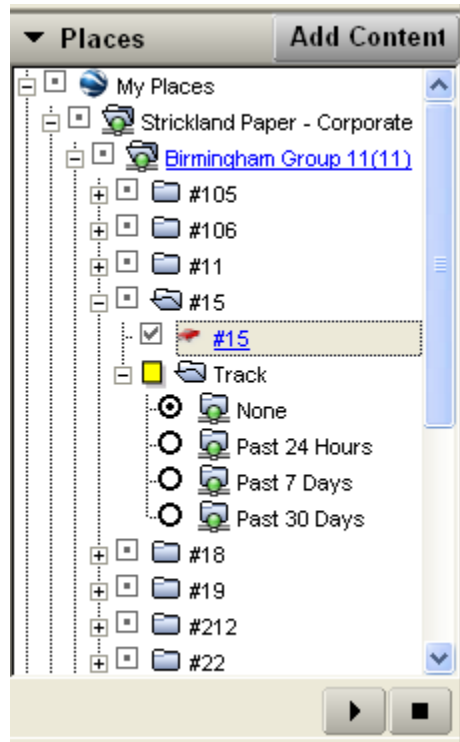 Places Add Content
My Places
Strickland Paper - Corporate
Birmingham Group 11(11)
#105
#106
#11
#15
#15
Track
None
Past 24 Hours
Past 7 Days
Past 30 Days
#18
#19
#212
#22